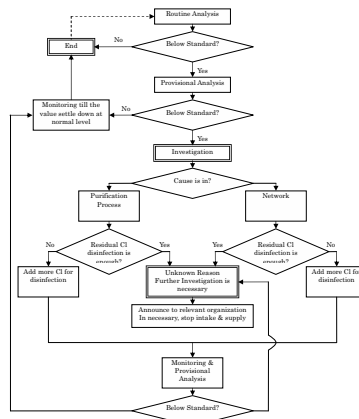 Routine Analysis
No
End
Below Standard?
Yes
Provisional Analysis
Monitoring till the
value settle down at
normal level
No
Below Standard?
Yes
Investigation
Cause is in?
Purification
Process
Network
No
Residual Cl
disinfection is
enough?
Yes
Yes
Residual Cl
disinfection is
enough?
No
Add more Cl for
disinfection
Unknown Reason
Further Investigation is
necessary
Add more Cl for
disinfection
Announce to relevant organization
In necessary, stop intake & supply
Monitoring &
Provisional
Analysis
Below Standard?